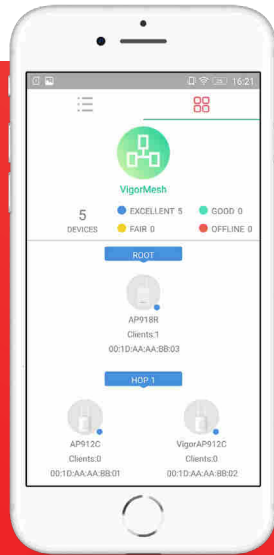 16:21
VigorMesh
5
DEVICES
EXCELLENT 5
GOOD 0
FAIR 0
OFFLINE 0
ROOT
AP918R
Clients:1
00:1D:AA:AA:BB:03
HOP 1
AP912C
Clients:0
00:1D:AA:AA:BB:01
VigorAP912C
Clients:0
00:1D:AA:AA:BB:02